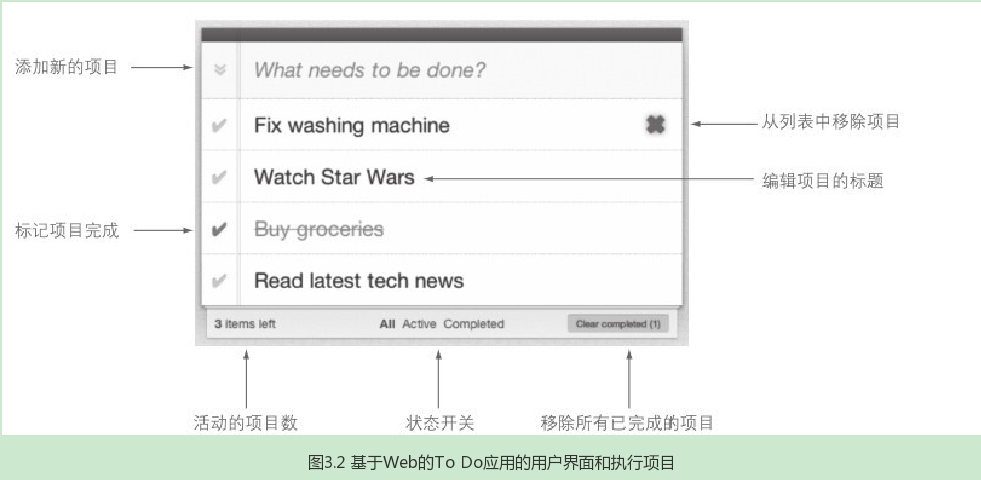 添加新的项目
What needs to be done?
Fix washing machine
从列表中移除项目
Watch Star Wars
编辑项目的标题
标记项目完成
Buy groceries
Read latest tech news
3 items left
All Active Completed
Clear completed (1)
活动的项目数
状态开关
移除所有已完成的项目
图3.2 基于Web的To Do应用的用户界面和执行项目